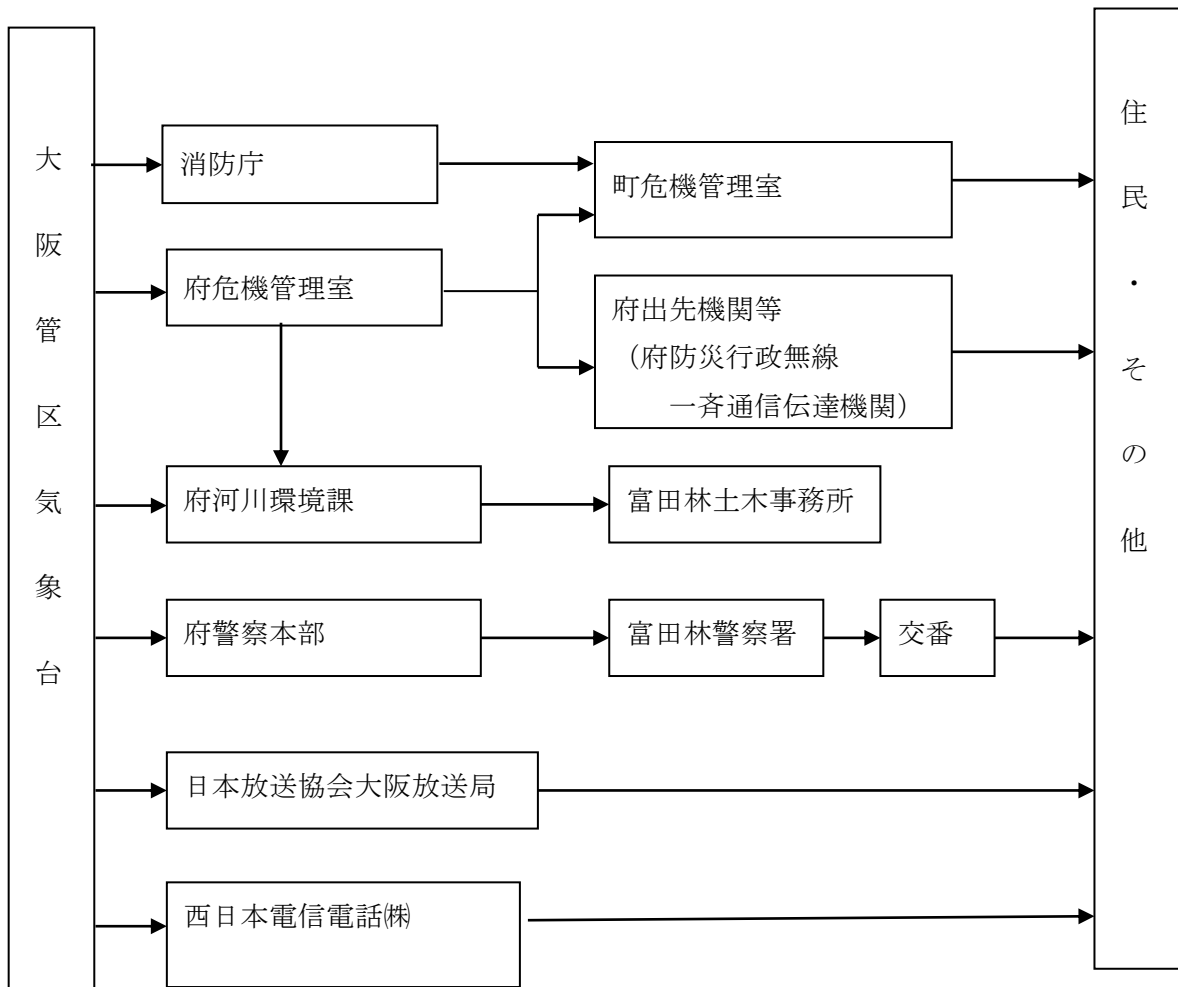 大阪管区気象台
消防庁
府危機管理室
府河川環境課
府警察本部
日本放送協会大阪放送局
西日本電信電話㈱
町危機管理室
府出先機関等
（府防災行政無線
一斉通信伝達機関）
富田林土木事務所
富田林警察署
交番
住民・その他